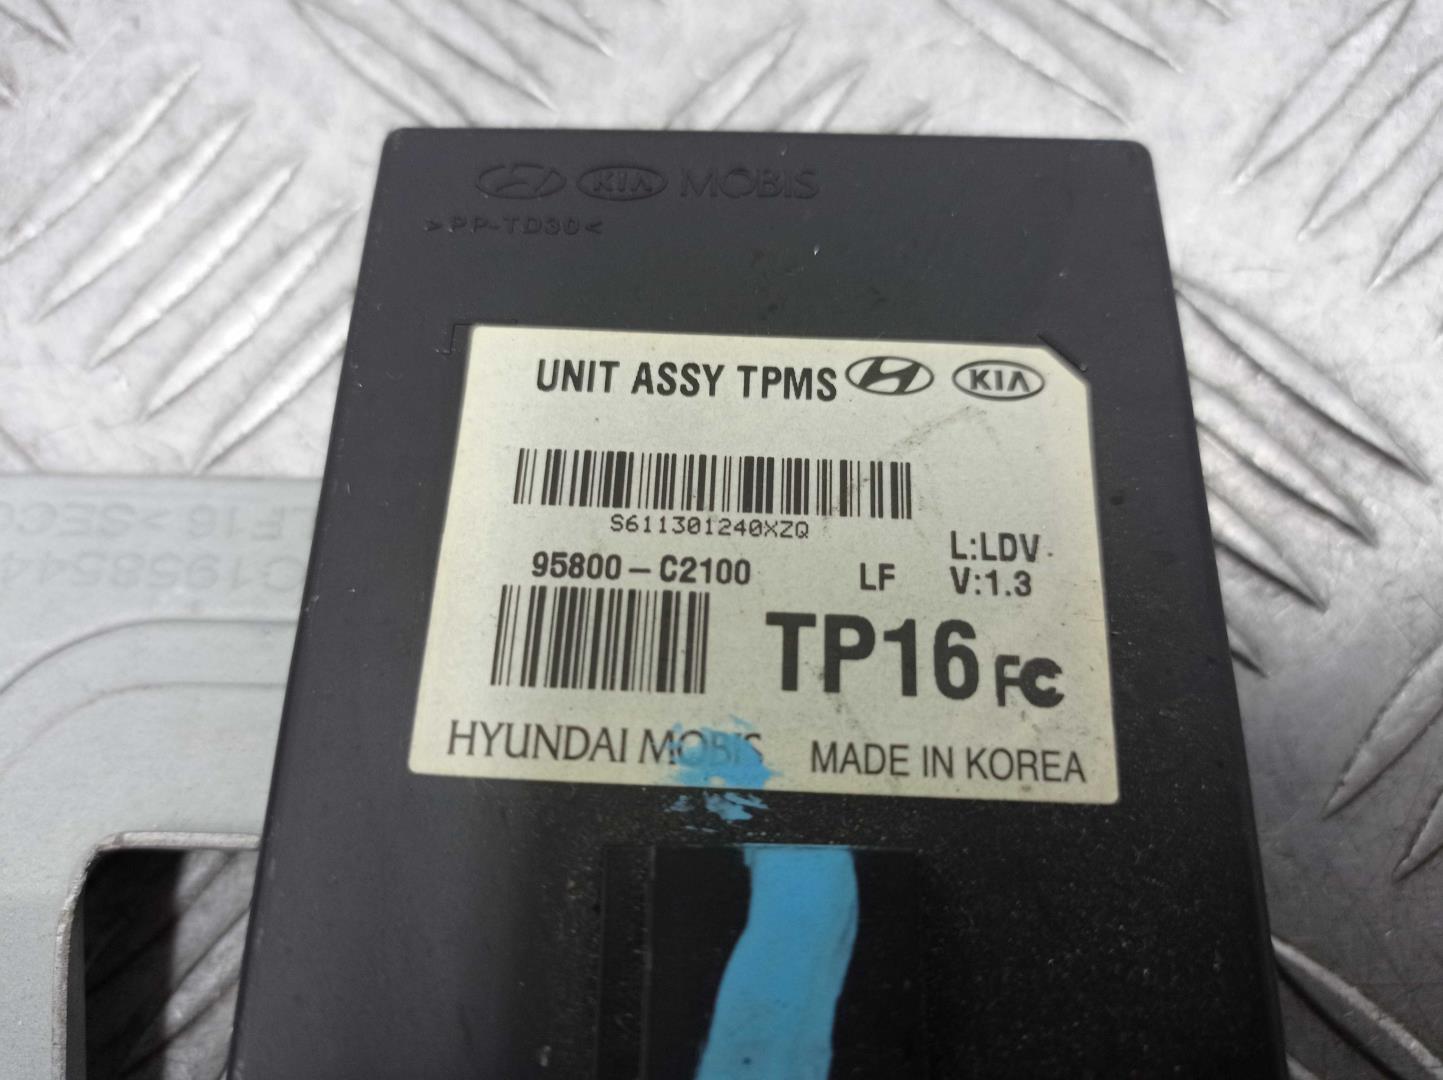 KIA MOBIS
>PP-TD30<
UNIT ASSY TPMS KIA
S611301240XZQ
95800-C2100 LF L:LDV
V:1.3
TP16 FC
HYUNDAI MOBIS MADE IN KOREA